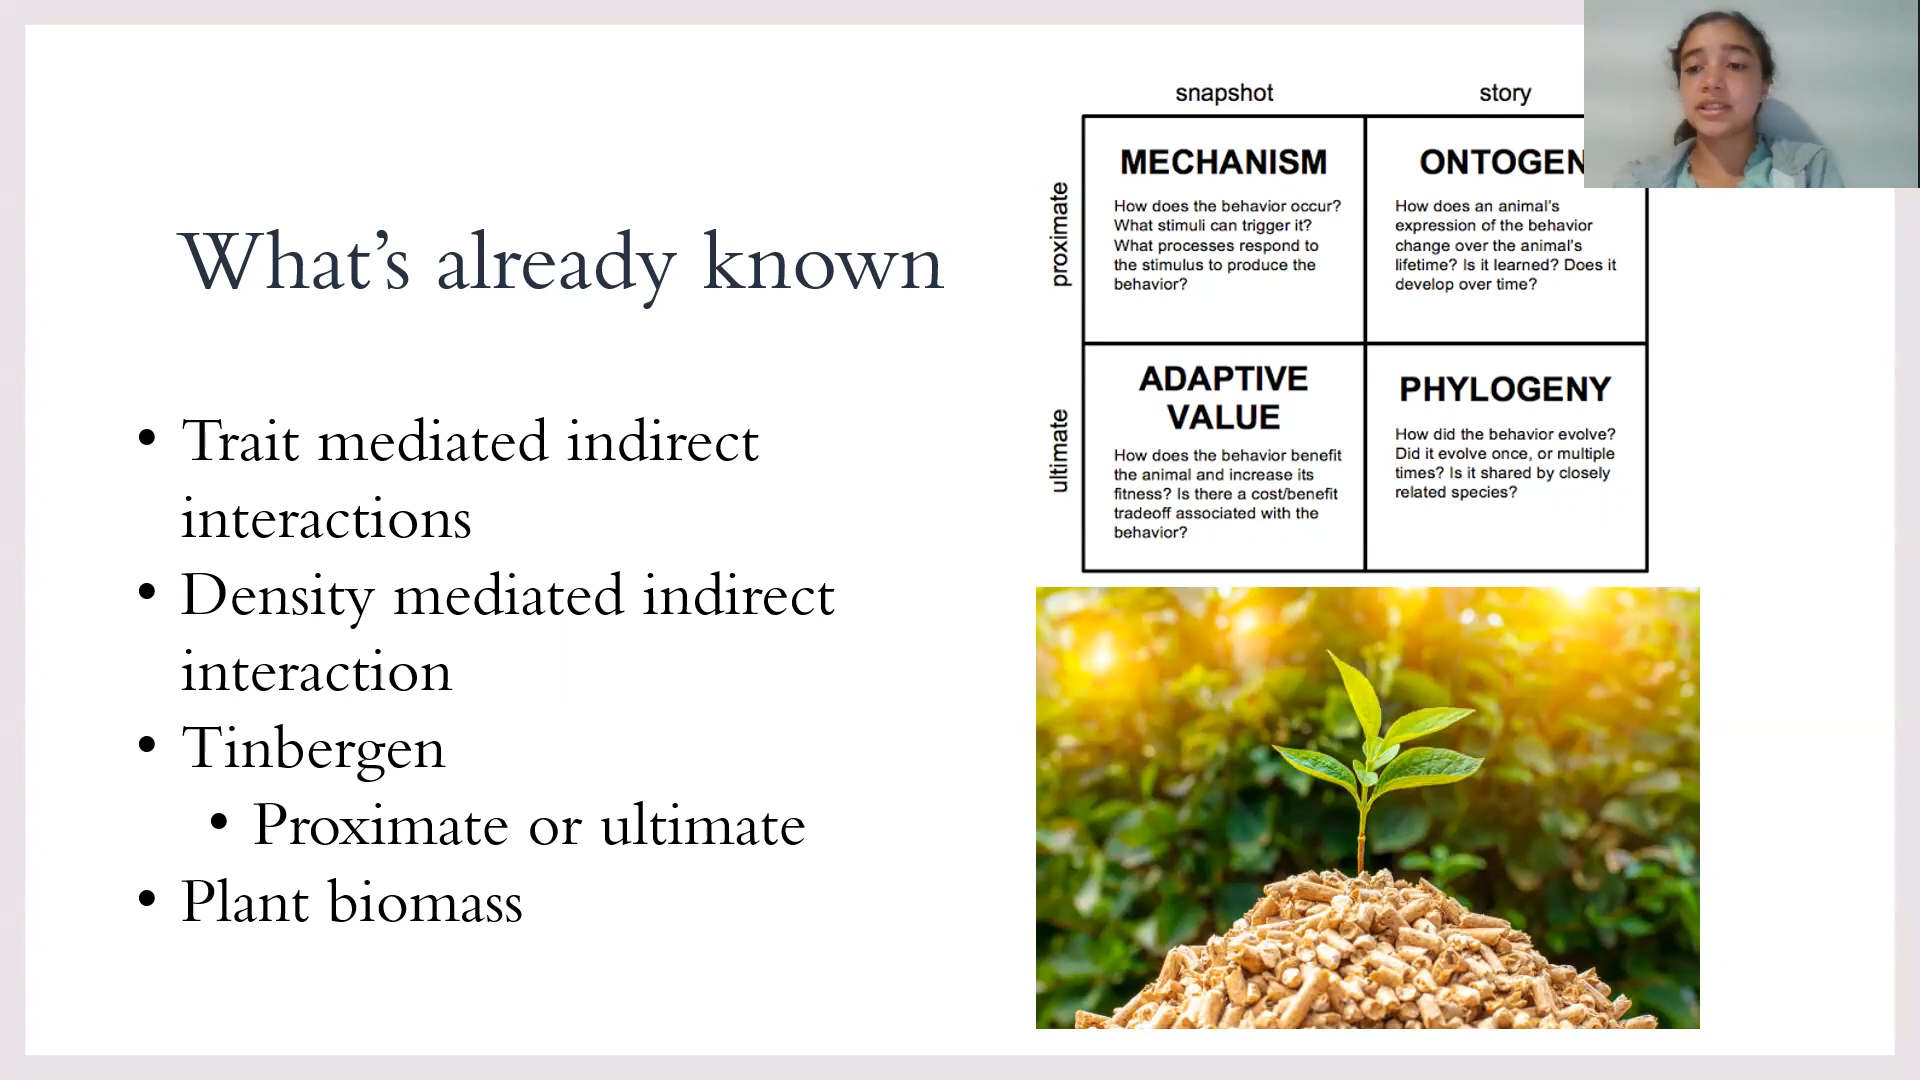 What's already known
• Trait mediated indirect
interactions
• Density mediated indirect
interaction
• Tinbergen
• Proximate or ultimate
• Plant biomass
snapshot
story
proximate
MECHANISM
How does the behavior occur?
What stimuli can trigger it?
What processes respond to
the stimulus to produce the
behavior?
ONTOGEN
How does an animal's
expression of the behavior
change over the animal's
lifetime? Is it learned? Does it
develop over time?
ultimate
ADAPTIVE
VALUE
How does the behavior benefit
the animal and increase its
fitness? Is there a cost/benefit
tradeoff associated with the
behavior?
PHYLOGENY
How did the behavior evolve?
Did it evolve once, or multiple
times? Is it shared by closely
related species?